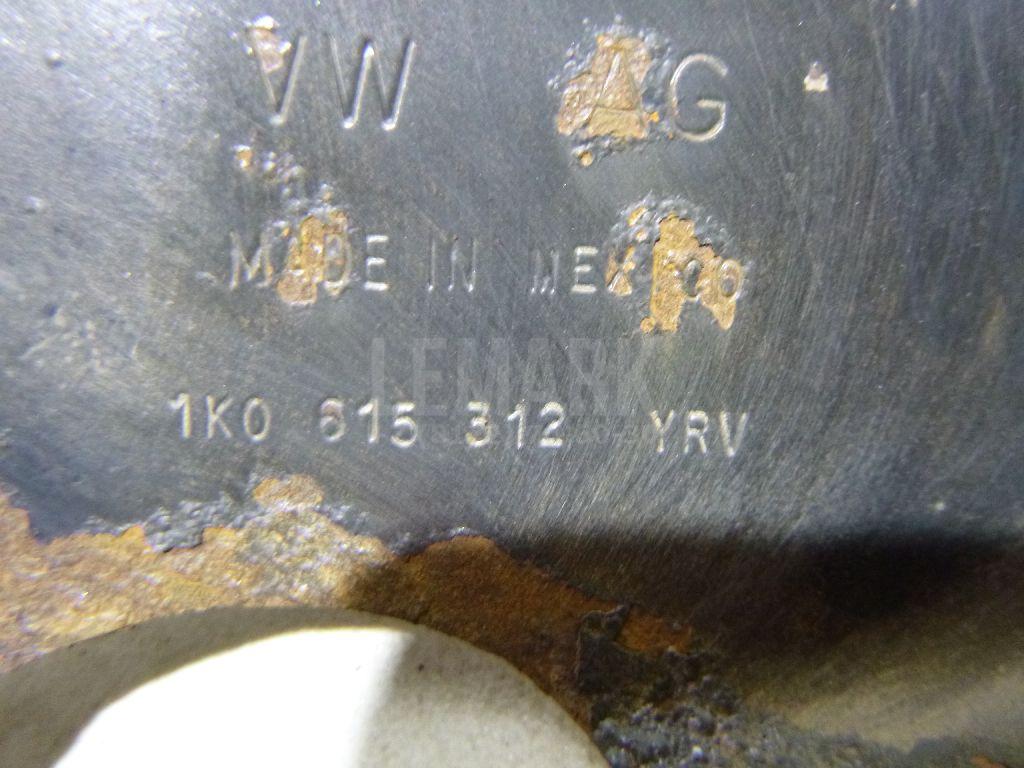 VW AG
MADE IN MEXICO
LEMARK
1K0 615 312 YRV